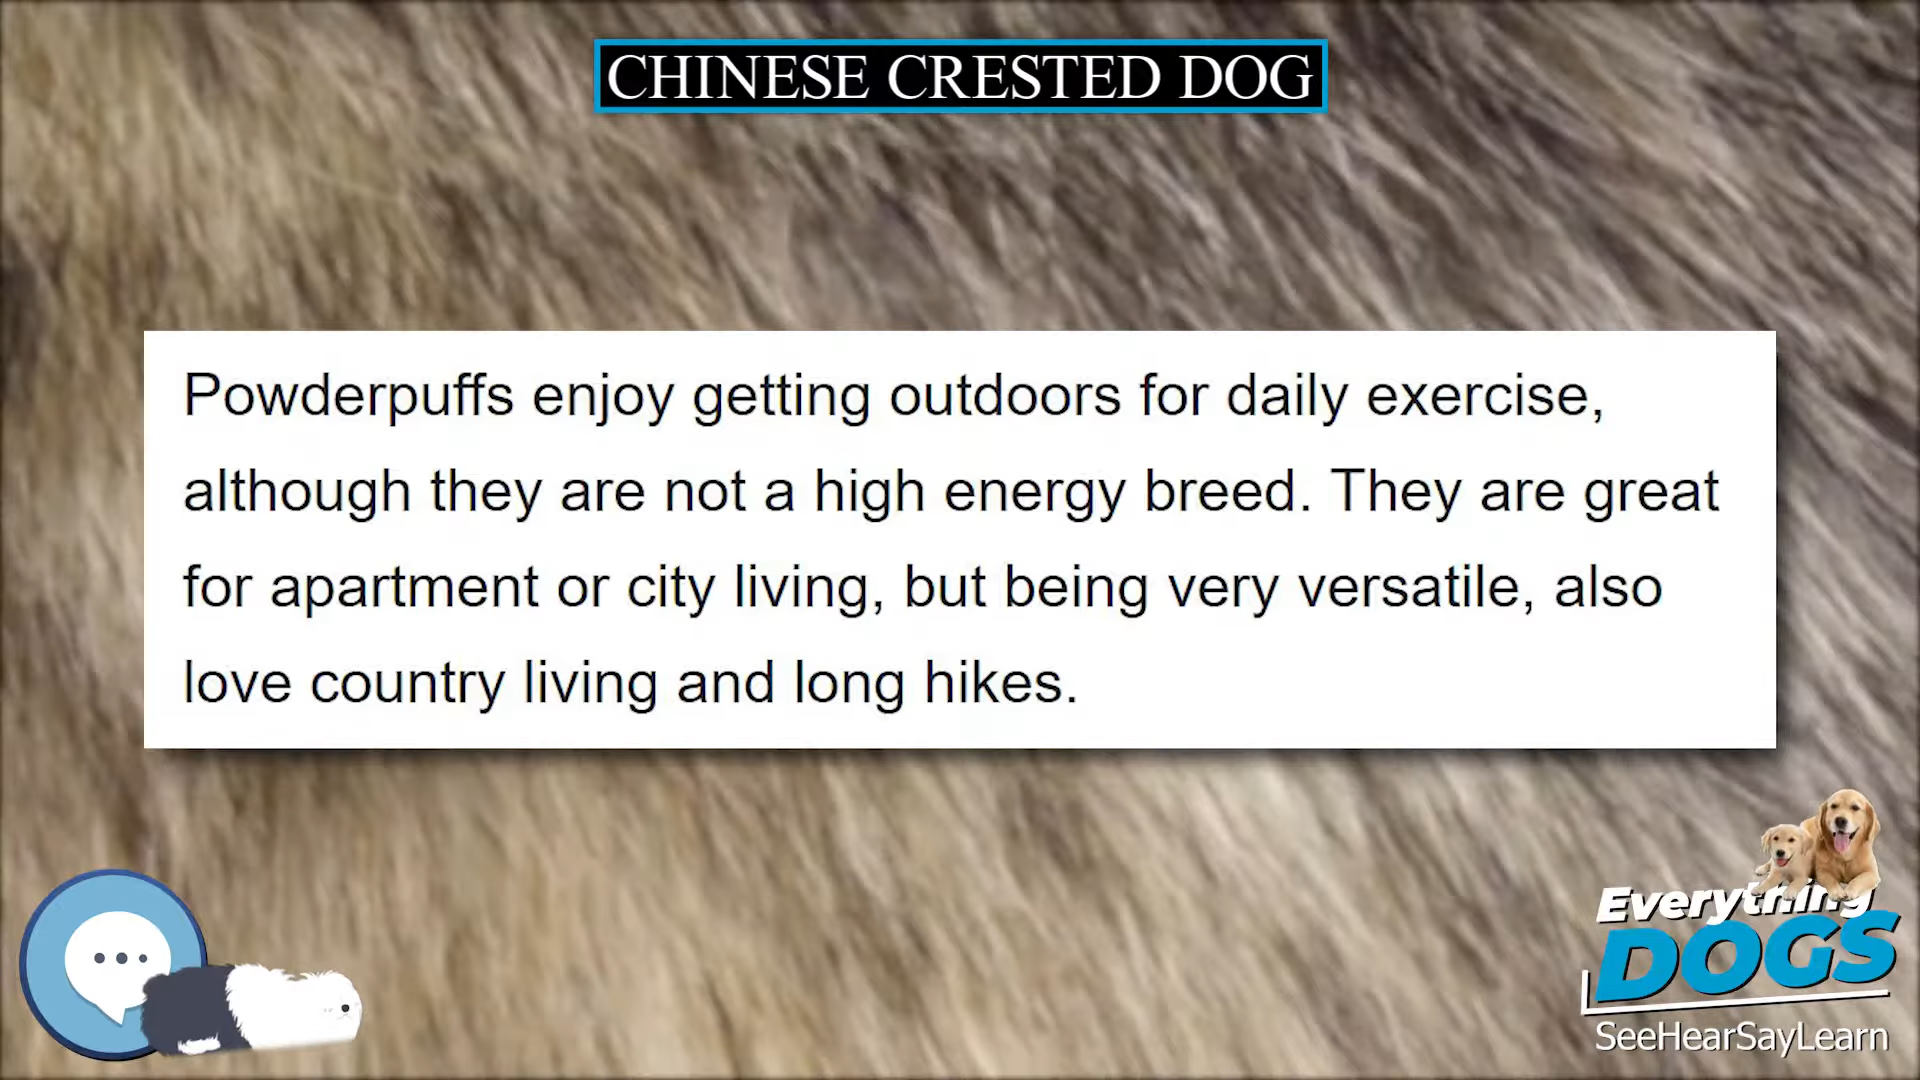 CHINESE CRESTED DOG
Powderpuffs enjoy getting outdoors for daily exercise,
although they are not a high energy breed. They are great
for apartment or city living, but being very versatile, also
love country living and long hikes.
Everything
DOGS
SeeHearSayLearn